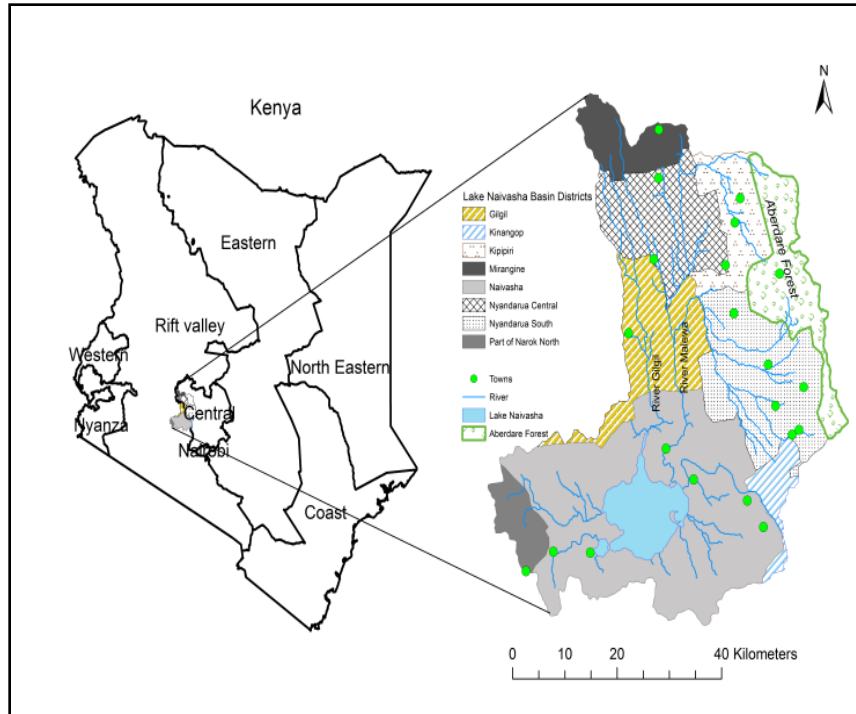 Kenya
N
Eastern
Rift valley
Western
North Eastern
Central
Nyanza
Nairobi
Coast
Lake Naivasha Basin Districts
Gilgil
Kinangop
Kipipiri
Mirangine
Naivasha
Nyandarua Central
Nyandarua South
Part of Narok North
Towns
River
Lake Naivasha
Aberdare Forest
Aberdare Forest
River Gilgil
River Malewa
0 10 20 40 Kilometers